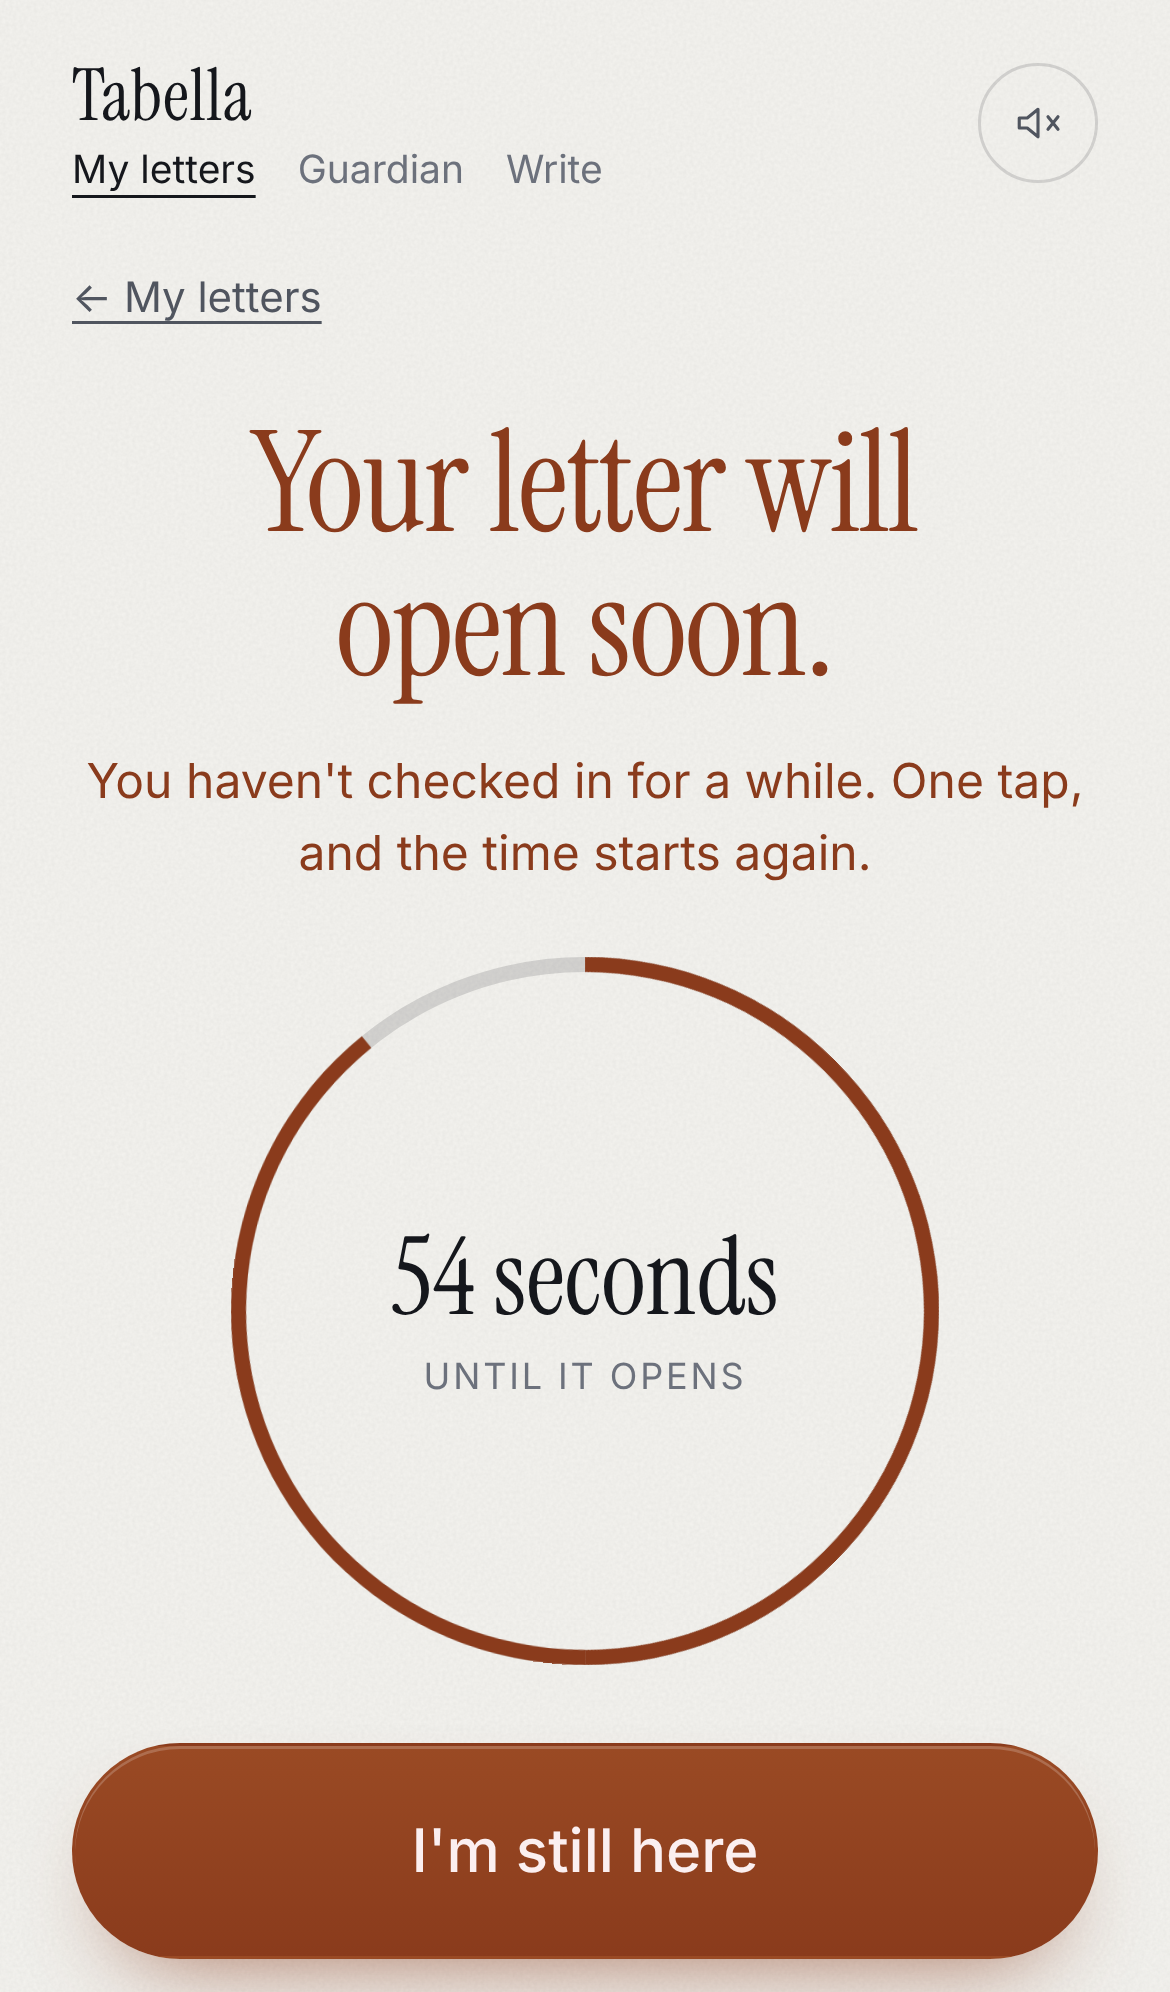 Tabella
My letters Guardian Write
← My letters
Your letter will
open soon.
You haven't checked in for a while. One tap,
and the time starts again.
54 seconds
UNTIL IT OPENS
I'm still here